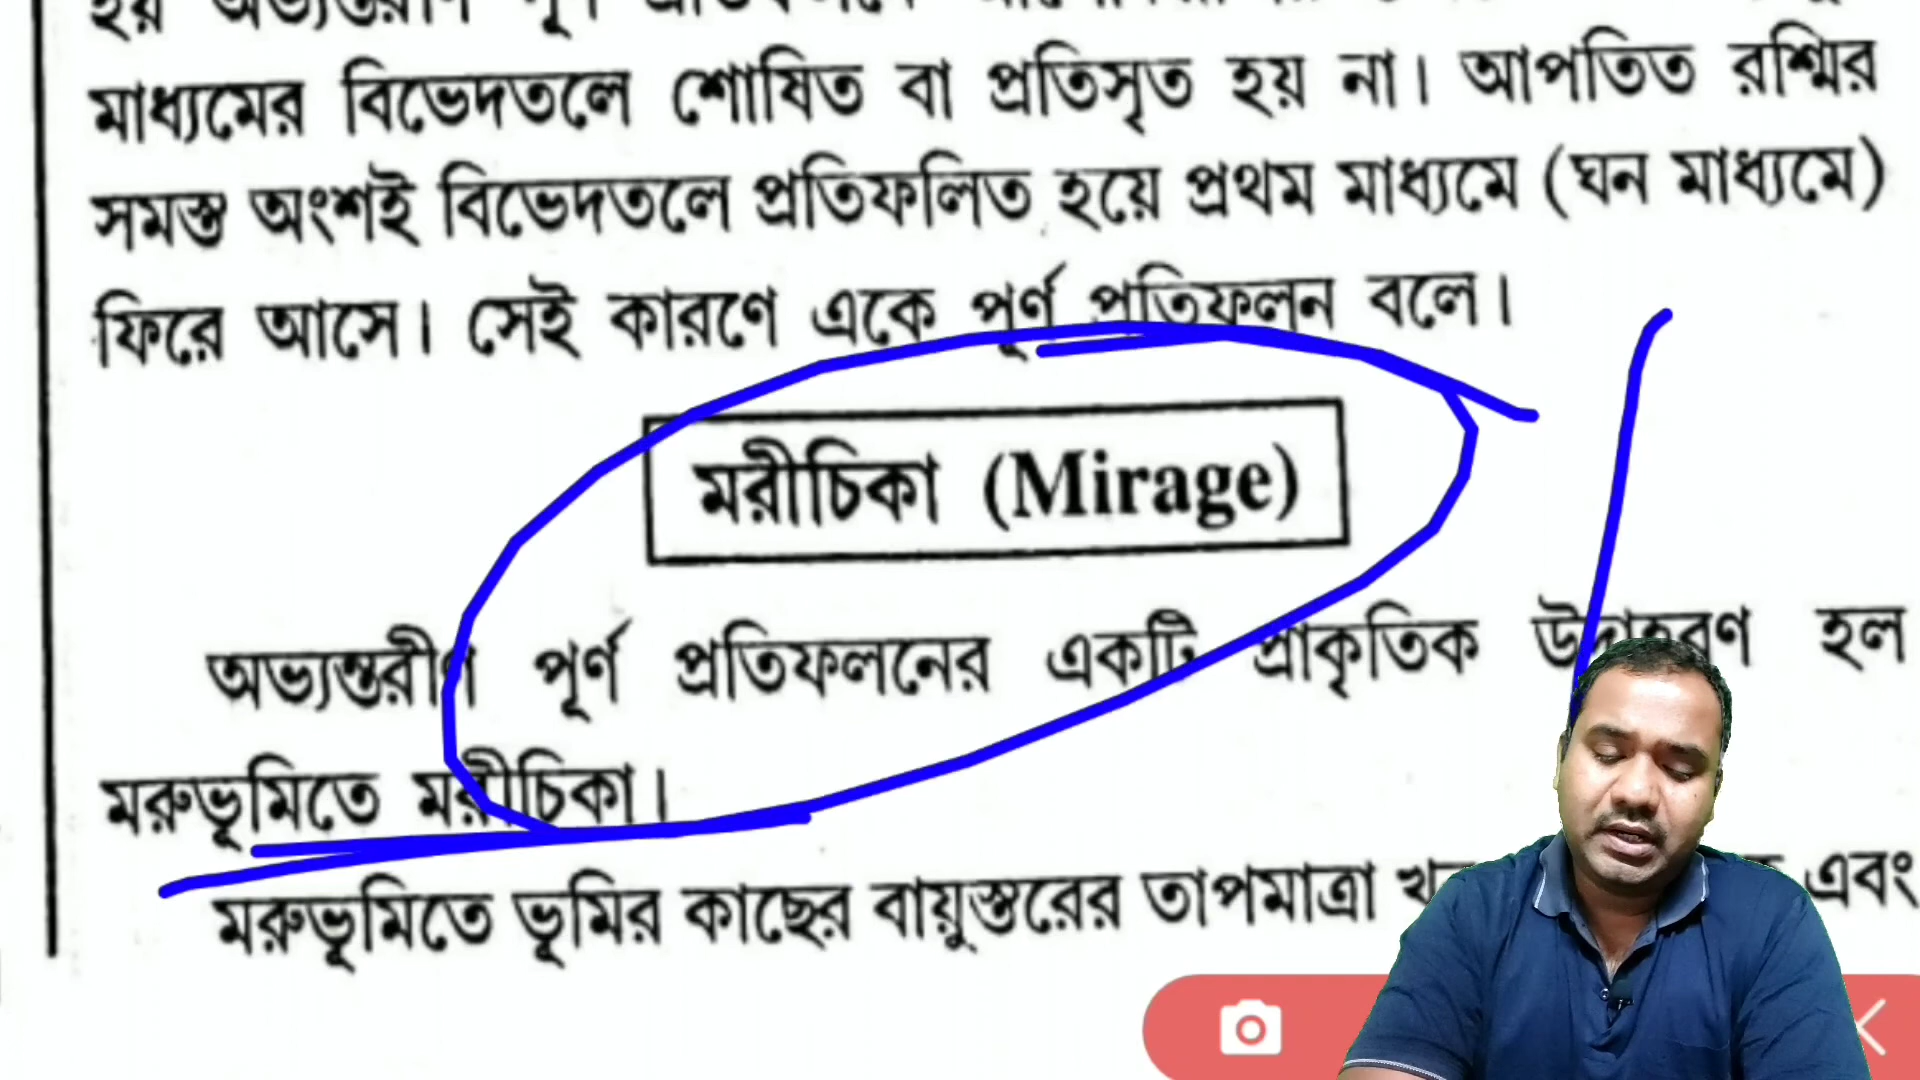 মাধ্যমের বিভেদতলে শোষিত বা প্রতিসৃত হয় না। আপতিত রশ্মির
সমস্ত অংশই বিভেদতলে প্রতিফলিত হয়ে প্রথম মাধ্যমে (ঘন মাধ্যমে)
ফিরে আসে। সেই কারণে একে পূর্ণ প্রতিফলন বলে।
মরীচিকা (Mirage)
অভ্যন্তরীণ পূর্ণ প্রতিফলনের একটি প্রাকৃতিক উদাহরণ হল
মরুভূমিতে মরীচিকা।
মরুভূমিতে ভূমির কাছের বায়ুস্তরের তাপমাত্রা এবং